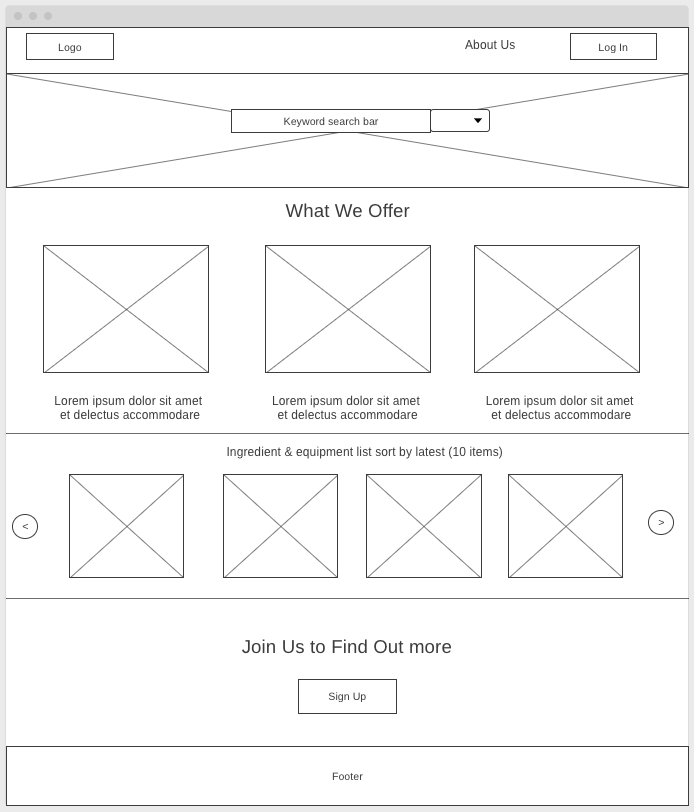 Logo
About Us
Log In
Keyword search bar
What We Offer
Lorem ipsum dolor sit amet
et delectus accommodare
Lorem ipsum dolor sit amet
et delectus accommodare
Lorem ipsum dolor sit amet
et delectus accommodare
Ingredient & equipment list sort by latest (10 items)
<
>
Join Us to Find Out more
Sign Up
Footer